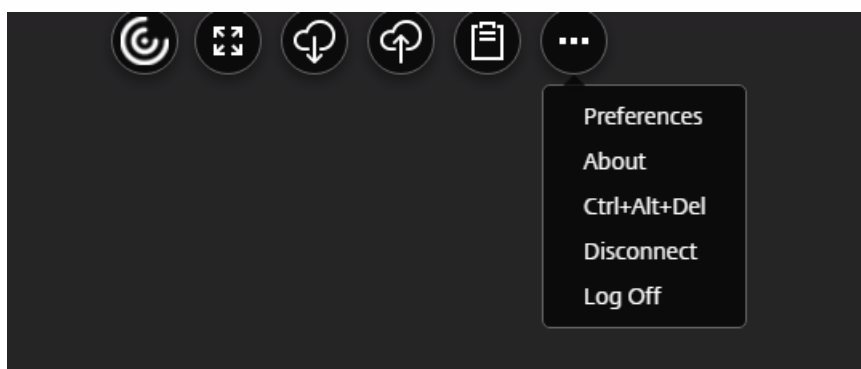 Preferences
About
Ctrl+Alt+Del
Disconnect
Log Off